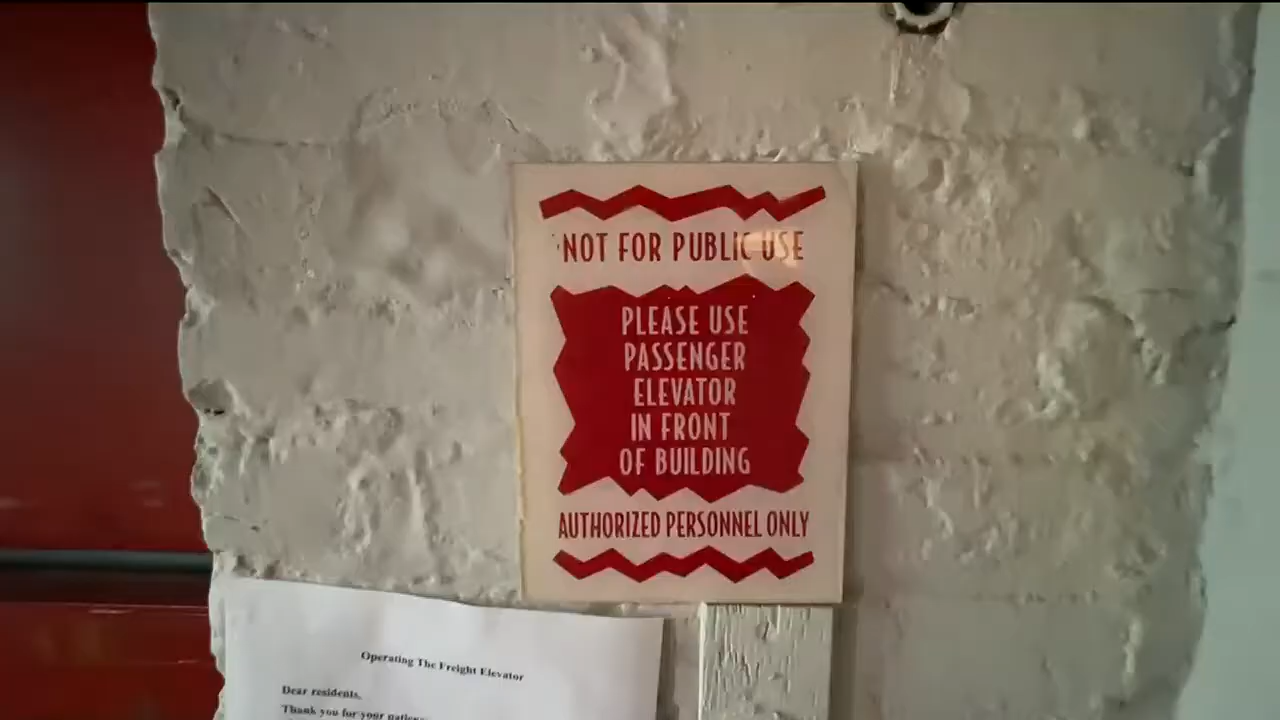 NOT FOR PUBLIC USE
PLEASE USE
PASSENGER
ELEVATOR
IN FRONT
OF BUILDING
AUTHORIZED PERSONNEL ONLY
Operating The Freight Elevator
Dear residents,
Thank you for your